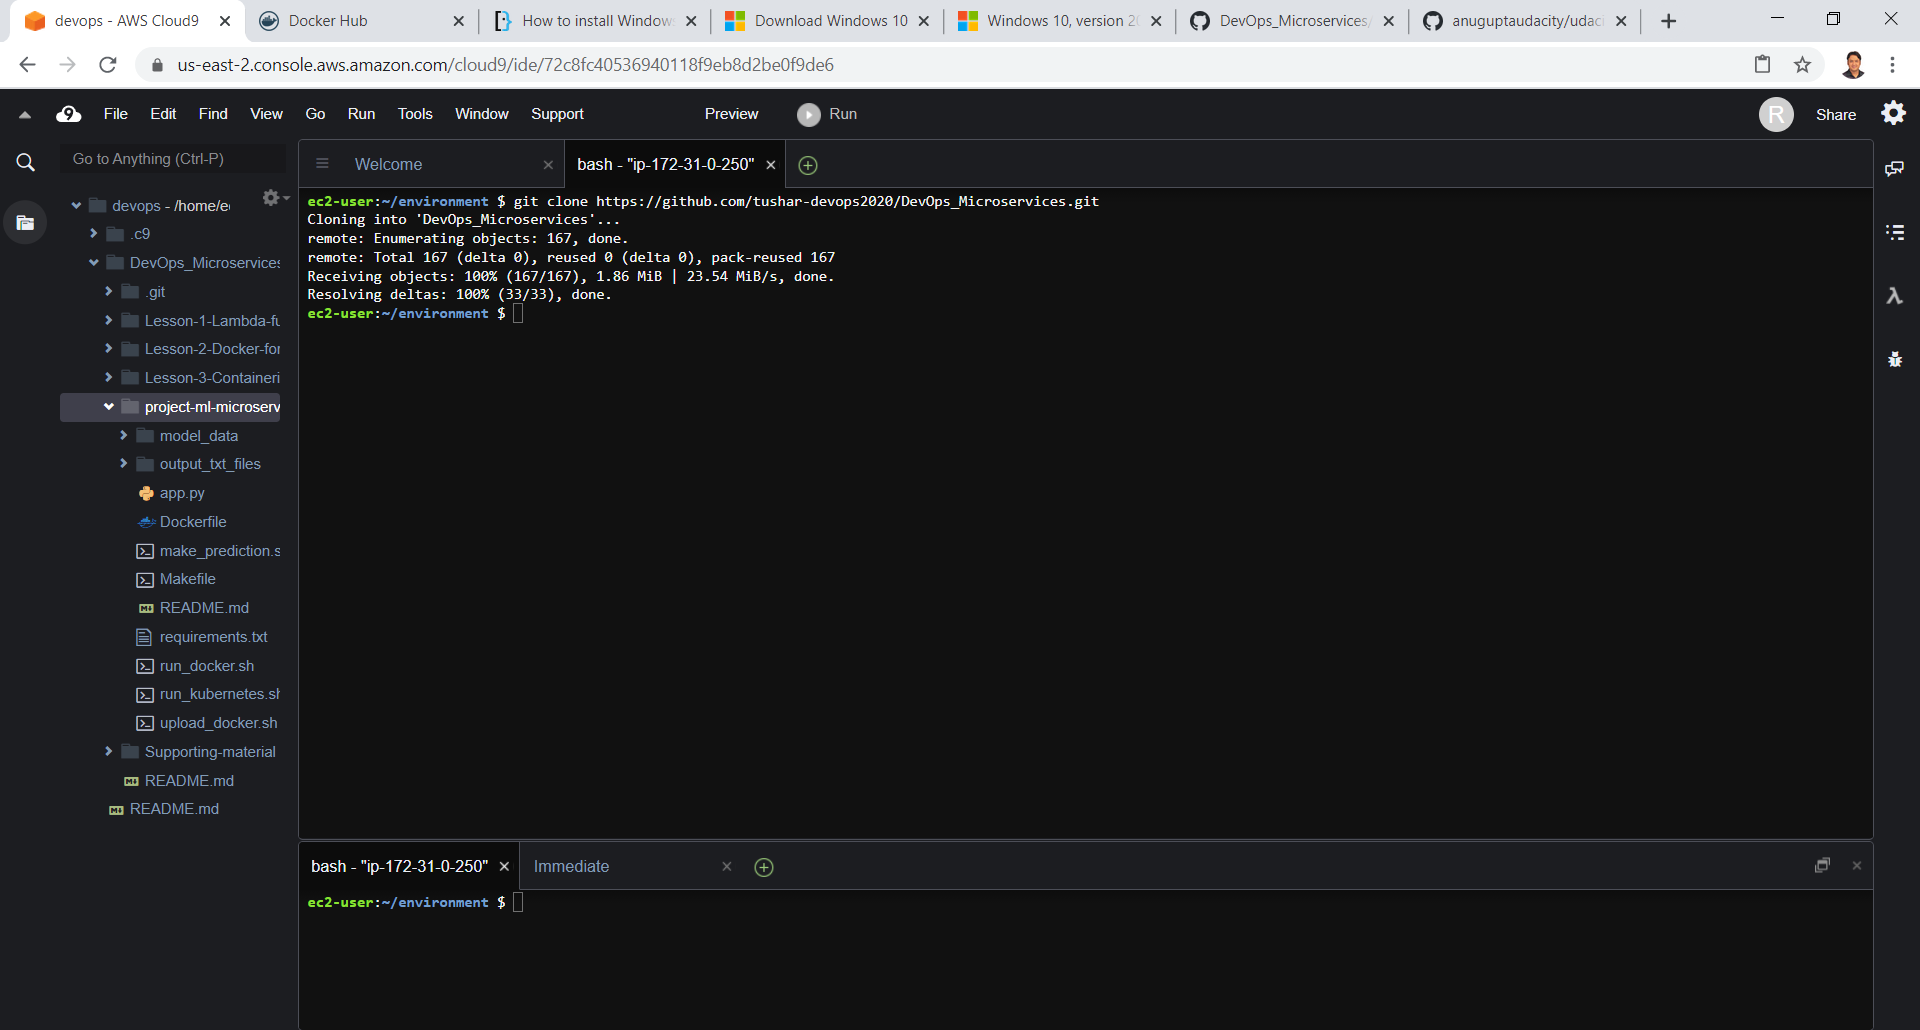 devops - AWS Cloud9
Docker Hub
How to install Window
Download Windows 10
Windows 10, version 20
DevOps_Microservices/
anuguptaudacity/udaci
us-east-2.console.aws.amazon.com/cloud9/ide/72c8fc40536940118f9eb8d2be0f9de6
9 File Edit Find View Go Run Tools Window Support Preview Run R Share
Go to Anything (Ctrl-P)
Welcome
bash - "ip-172-31-0-250"
devops - /home/e
.c9
DevOps_Microservices
.git
Lesson-1-Lambda-fu
Lesson-2-Docker-for
Lesson-3-Containeri
project-ml-microserv
model_data
output_txt_files
app.py
Dockerfile
make_prediction.s
Makefile
README.md
requirements.txt
run_docker.sh
run_kubernetes.sh
upload_docker.sh
Supporting-material
README.md
README.md
ec2-user:~/environment $ git clone https://github.com/tushar-devops2020/DevOps_Microservices.git
Cloning into 'DevOps_Microservices'...
remote: Enumerating objects: 167, done.
remote: Total 167 (delta 0), reused 0 (delta 0), pack-reused 167
Receiving objects: 100% (167/167), 1.86 MiB | 23.54 MiB/s, done.
Resolving deltas: 100% (33/33), done.
ec2-user:~/environment $
bash - "ip-172-31-0-250"
Immediate
ec2-user:~/environment $